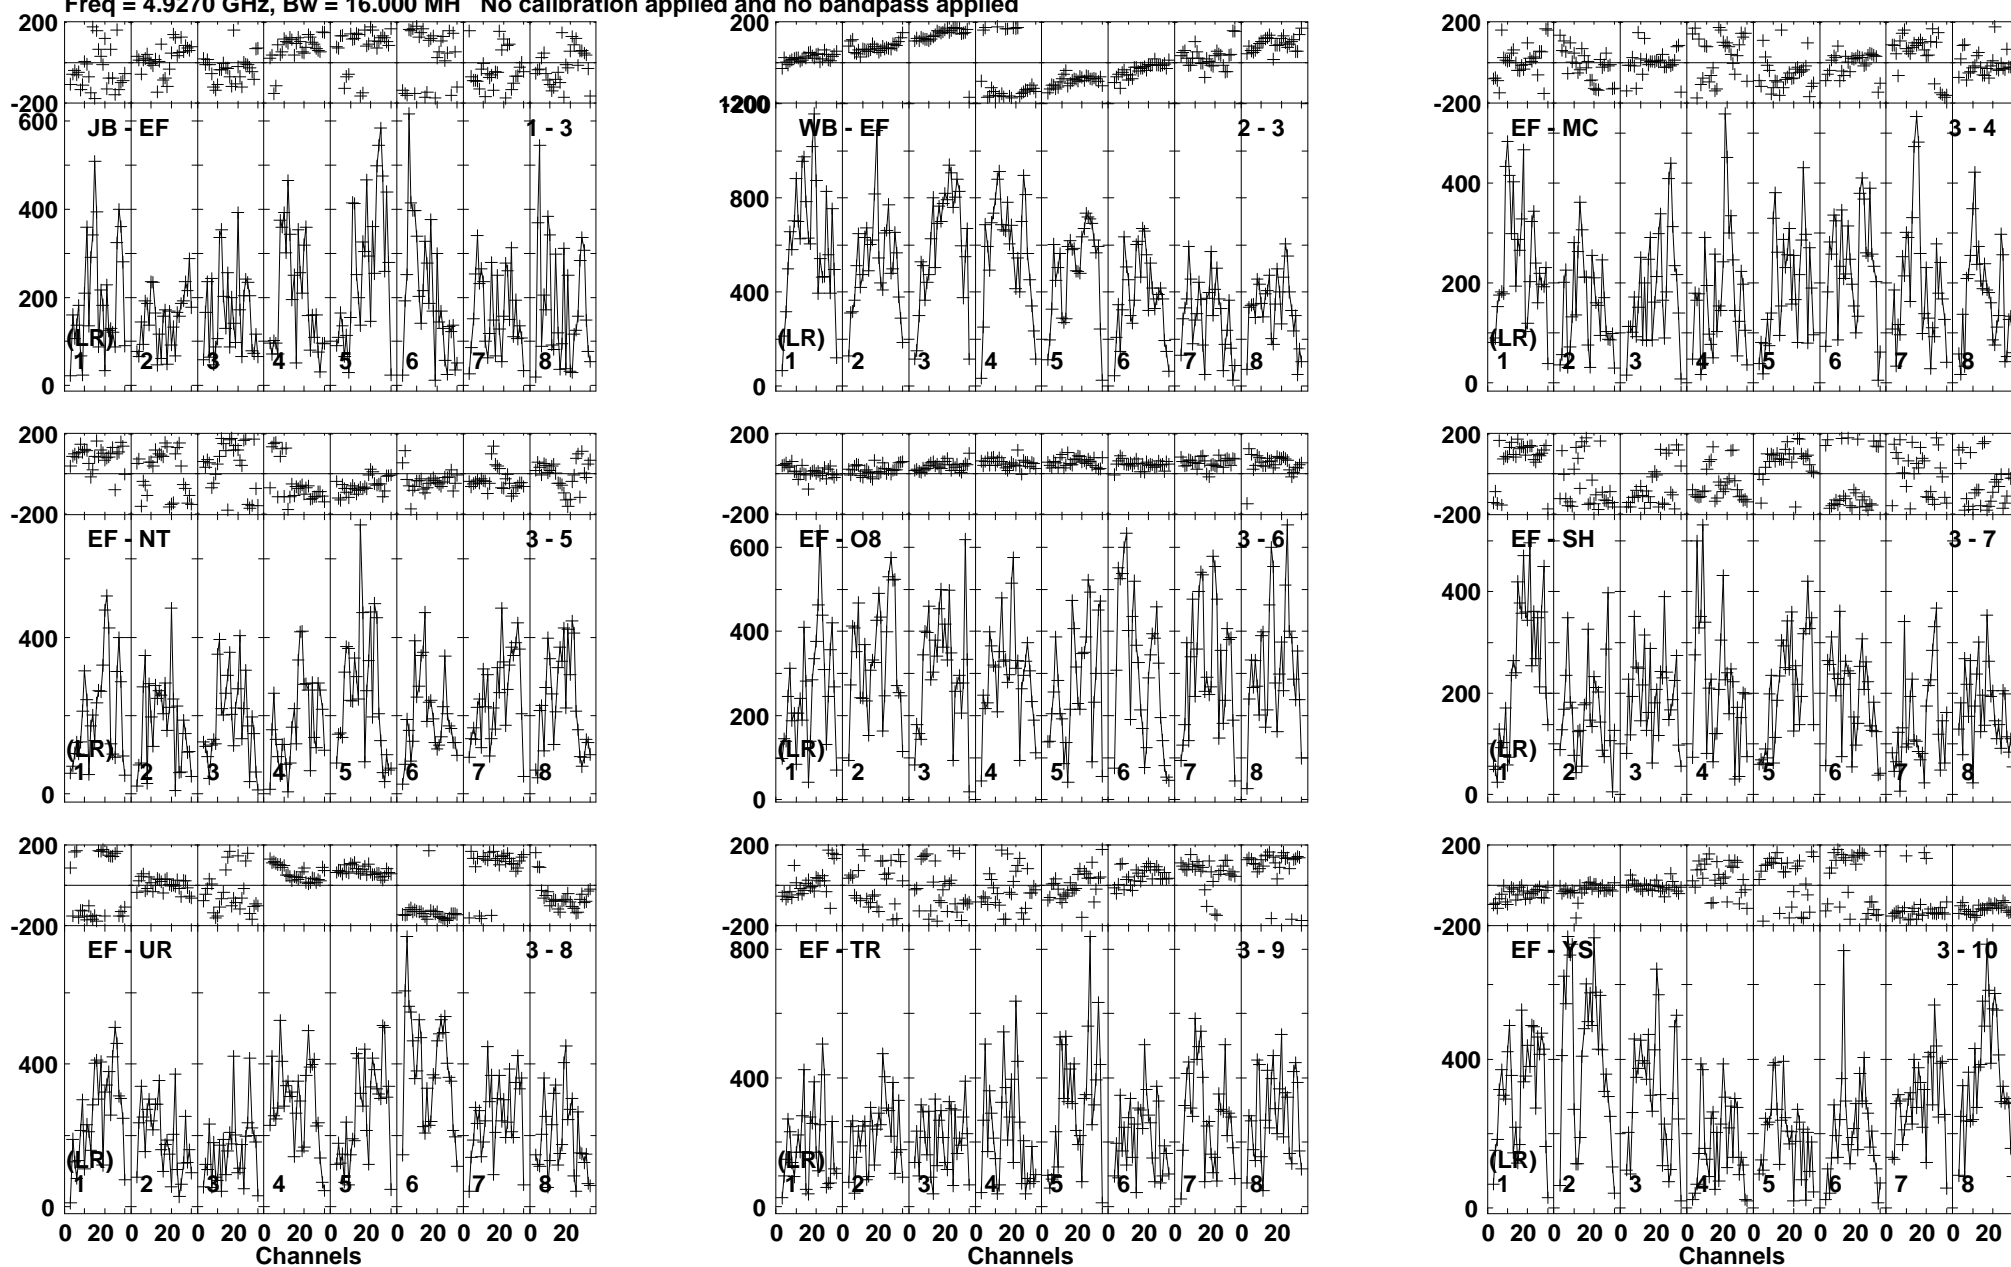 Freq = 4.9270 GHz, Bw = 16.000 MH No calibration applied and no bandpass applied
200 200 200
-200 -200 -200
JB - EF 1 - 3 WB - EF 2 - 3 EF - MC 3 - 4
600 400 200 0
1200 800 400 0
400 200 0
(LR) (LR) (LR)
1 2 3 4 5 6 7 8 1 2 3 4 5 6 7 8 1 2 3 4 5 6 7 8
200 200 200
-200 -200 -200
EF - NT 3 - 5 EF - O8 3 - 6 EF - SH 3 - 7
400 0
600 400 200 0
400 200 0
(LR) (LR) (LR)
1 2 3 4 5 6 7 8 1 2 3 4 5 6 7 8 1 2 3 4 5 6 7 8
200 200 200
-200 -200 -200
EF - UR 3 - 8 EF - TR 3 - 9 EF - YS 3 - 10
400 0
800 400 0
400 0
(LR) (LR) (LR)
1 2 3 4 5 6 7 8 1 2 3 4 5 6 7 8 1 2 3 4 5 6 7 8
0 20 0 20 0 20 0 20 0 20 0 20 0 20 0 20 0 20 0 20 0 20 0 20 0 20 0 20 0 20 0 20 0 20 0 20 0 20 0 20 0 20 0 20 0 20 0 20
Channels Channels Channels